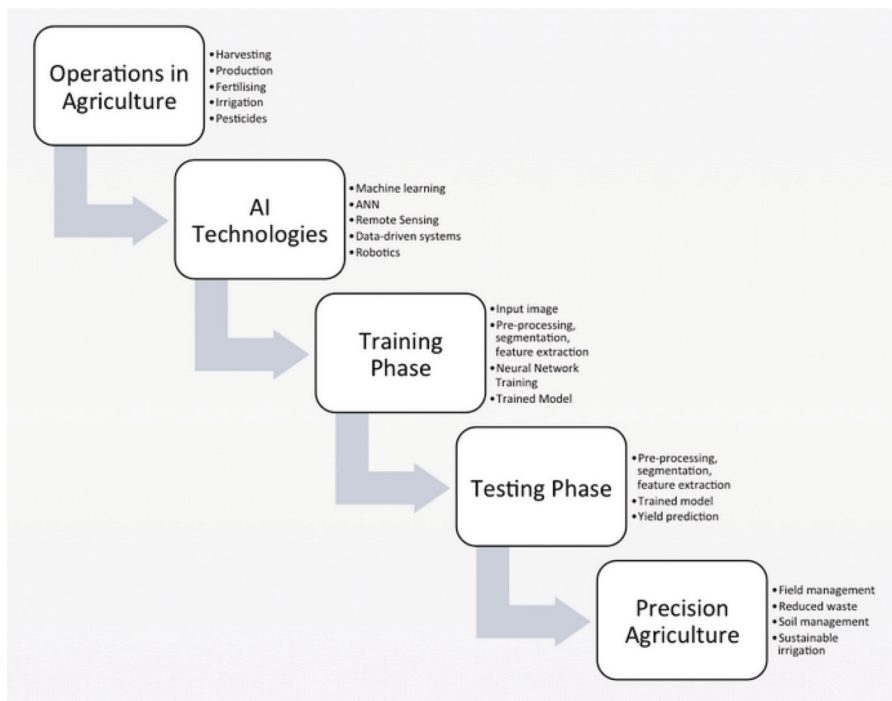 Operations in
Agriculture
•Harvesting
•Production
•Fertilising
•Irrigation
•Pesticides
AI
Technologies
•Machine learning
•ANN
•Remote Sensing
•Data-driven systems
•Robotics
Training
Phase
•Input image
•Pre-processing,
segmentation,
feature extraction
•Neural Network
Training
•Trained Model
Testing Phase
•Pre-processing,
segmentation,
feature extraction
•Trained model
•Yield prediction
Precision
Agriculture
•Field management
•Reduced waste
•Soil management
•Sustainable
irrigation